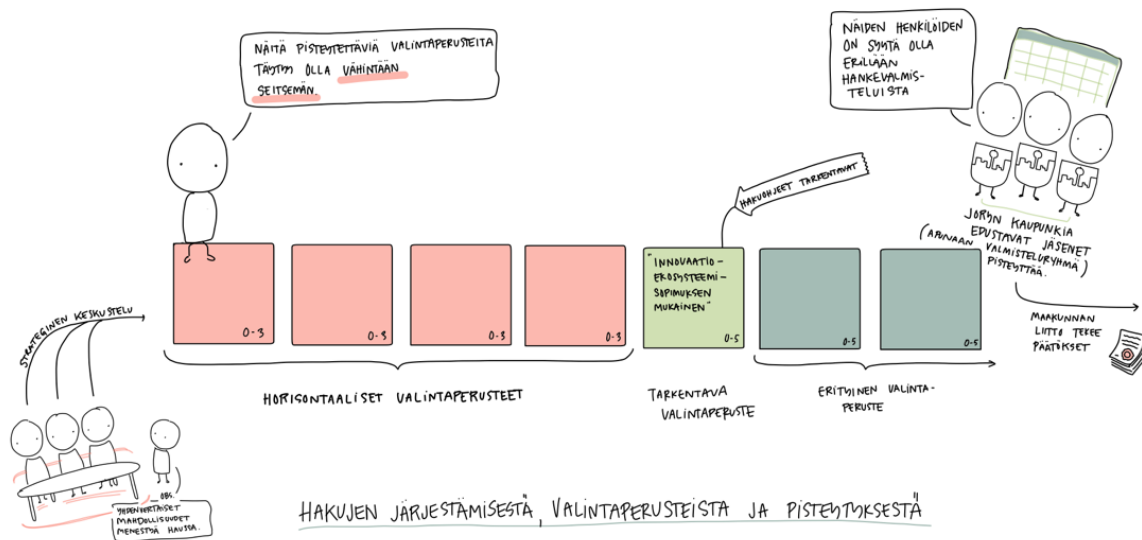 NÄITÄ PISTEYTETTÄVIÄ VALINTAPERUSTEITA
TÄYTYY OLLA VÄHINTÄÄN
SEITSEMÄN
NÄIDEN HENKILÖIDEN
ON SYYTÄ OLLA
ERILLÄÄN
HANKEVALMIS-
TELUISTA
HAKUOHJEET TARKENTAVAT
JORYN KAUPUNKIA
EDUSTAVAT JÄSENET
(APUNAAN VALMISTELURYHMÄ)
PISTEYTTÄÄ.
STRATEGINEN KESKUSTELU
0-3
0-3
0-3
0-3
"INNOVAATIO-
EKOSYSTEEMI-
SOPIMUKSEN
MUKAINEN"
0-5
0-5
0-5
MAAKUNNAN
LIITTO TEKEE
PÄÄTÖKSET
HORISONTAALISET VALINTAPERUSTEET
TARKENTAVA
VALINTAPERUSTE
ERITYINEN VALINTA-
PERUSTE
OBS.
YHDENVERTAISET
MAHDOLLISUUDET
MENESTYÄ HAUSSA.
HAKUJEN JÄRJESTÄMISESTÄ, VALINTAPERUSTEISTA JA PISTEYTYKSESTÄ